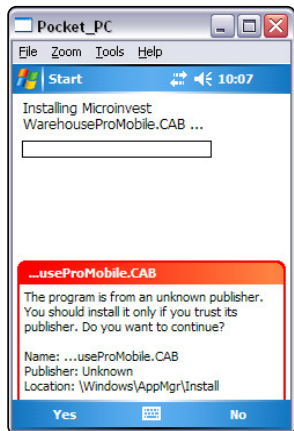 Pocket_PC
File Zoom Tools Help
Start 10:07
Installing Microinvest
WarehouseProMobile.CAB ...
...useProMobile.CAB
The program is from an unknown publisher.
You should install it only if you trust its
publisher. Do you want to continue?
Name: ...useProMobile.CAB
Publisher: Unknown
Location: \Windows\AppMgr\Install
Yes No